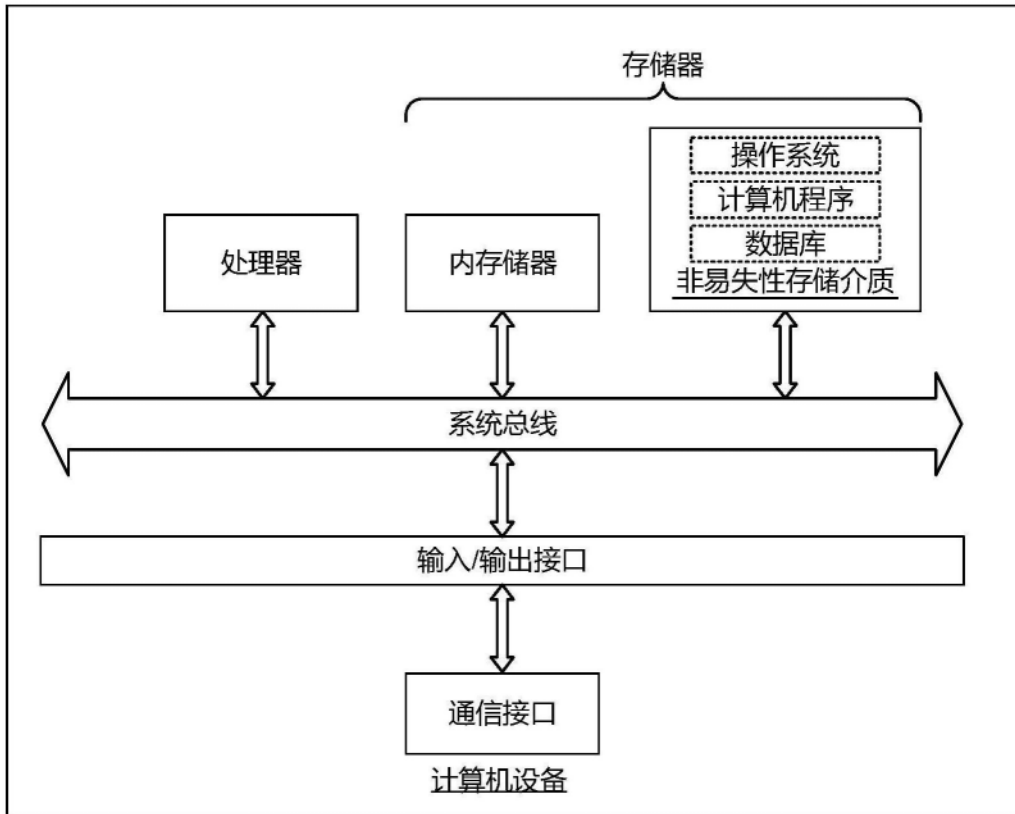 存储器
操作系统
计算机程序
数据库
非易失性存储介质
处理器
内存储器
系统总线
输入/输出接口
通信接口
计算机设备